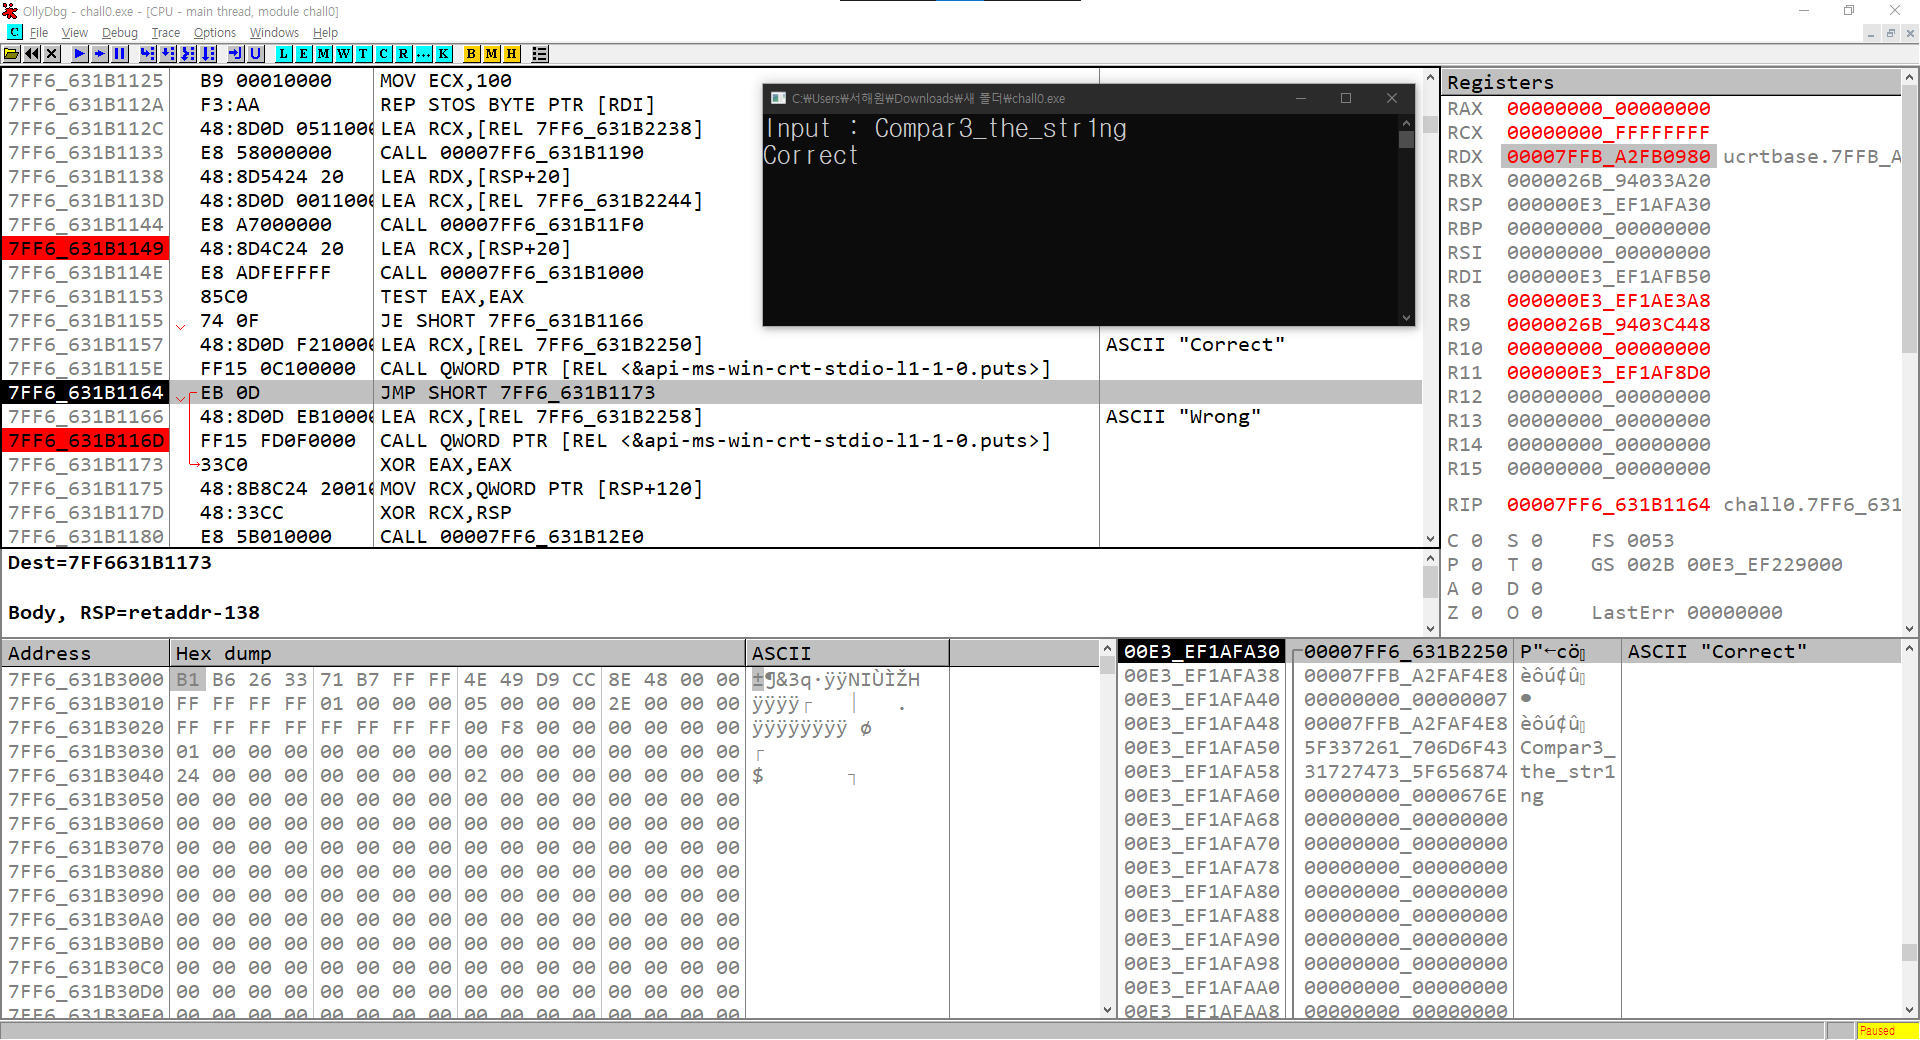 OllyDbg - chall0.exe - [CPU - main thread, module chall0]
C File View Debug Trace Options Windows Help
L E M W T C R ... K B M H
7FF6_631B1125 B9 00010000 MOV ECX,100
7FF6_631B112A F3:AA REP STOS BYTE PTR [RDI]
7FF6_631B112C 48:8D0D 0511000 LEA RCX,[REL 7FF6_631B2238]
7FF6_631B1133 E8 58000000 CALL 00007FF6_631B1190
7FF6_631B1138 48:8D5424 20 LEA RDX,[RSP+20]
7FF6_631B113D 48:8D0D 0011000 LEA RCX,[REL 7FF6_631B2244]
7FF6_631B1144 E8 A7000000 CALL 00007FF6_631B11F0
7FF6_631B1149 48:8D4C24 20 LEA RCX,[RSP+20]
7FF6_631B114E E8 ADFEFFFF CALL 00007FF6_631B1000
7FF6_631B1153 85C0 TEST EAX,EAX
7FF6_631B1155 74 0F JE SHORT 7FF6_631B1166
7FF6_631B1157 48:8D0D F210000 LEA RCX,[REL 7FF6_631B2250] ASCII "Correct"
7FF6_631B115E FF15 0C100000 CALL QWORD PTR [REL <&api-ms-win-crt-stdio-l1-1-0.puts>]
7FF6_631B1164 EB 0D JMP SHORT 7FF6_631B1173
7FF6_631B1166 48:8D0D EB10000 LEA RCX,[REL 7FF6_631B2258] ASCII "Wrong"
7FF6_631B116D FF15 FD0F0000 CALL QWORD PTR [REL <&api-ms-win-crt-stdio-l1-1-0.puts>]
7FF6_631B1173 33C0 XOR EAX,EAX
7FF6_631B1175 48:8B8C24 20010 MOV RCX,QWORD PTR [RSP+120]
7FF6_631B117D 48:33CC XOR RCX,RSP
7FF6_631B1180 E8 5B010000 CALL 00007FF6_631B12E0
C:₩Users₩서해원₩Downloads₩새 폴더₩chall0.exe
Input : Compar3_the_str1ng
Correct
Registers
RAX 00000000_00000000
RCX 00000000_FFFFFFFF
RDX 00007FFB_A2FB0980 ucrtbase.7FFB_A
RBX 0000026B_94033A20
RSP 000000E3_EF1AFA30
RBP 00000000_00000000
RSI 00000000_00000000
RDI 000000E3_EF1AFB50
R8 000000E3_EF1AE3A8
R9 0000026B_9403C448
R10 00000000_00000000
R11 000000E3_EF1AF8D0
R12 00000000_00000000
R13 00000000_00000000
R14 00000000_00000000
R15 00000000_00000000
RIP 00007FF6_631B1164 chall0.7FF6_631
C 0 S 0 FS 0053
P 0 T 0 GS 002B 00E3_EF229000
A 0 D 0
Z 0 O 0 LastErr 00000000
Dest=7FF6631B1173
Body, RSP=retaddr-138
Address Hex dump ASCII
7FF6_631B3000 B1 B6 26 33 71 B7 FF FF 4E 49 D9 CC 8E 48 00 00 ±¶&3q·ÿÿNIÙÌŽH
7FF6_631B3010 FF FF FF FF 01 00 00 00 05 00 00 00 2E 00 00 00 ÿÿÿÿ┌ │ .
7FF6_631B3020 FF FF FF FF FF FF FF FF 00 F8 00 00 00 00 00 00 ÿÿÿÿÿÿÿÿ ø
7FF6_631B3030 01 00 00 00 00 00 00 00 00 00 00 00 00 00 00 00 ┌
7FF6_631B3040 24 00 00 00 00 00 00 00 02 00 00 00 00 00 00 00 $ ┐
7FF6_631B3050 00 00 00 00 00 00 00 00 00 00 00 00 00 00 00 00
7FF6_631B3060 00 00 00 00 00 00 00 00 00 00 00 00 00 00 00 00
7FF6_631B3070 00 00 00 00 00 00 00 00 00 00 00 00 00 00 00 00
7FF6_631B3080 00 00 00 00 00 00 00 00 00 00 00 00 00 00 00 00
7FF6_631B3090 00 00 00 00 00 00 00 00 00 00 00 00 00 00 00 00
7FF6_631B30A0 00 00 00 00 00 00 00 00 00 00 00 00 00 00 00 00
7FF6_631B30B0 00 00 00 00 00 00 00 00 00 00 00 00 00 00 00 00
7FF6_631B30C0 00 00 00 00 00 00 00 00 00 00 00 00 00 00 00 00
7FF6_631B30D0 00 00 00 00 00 00 00 00 00 00 00 00 00 00 00 00
7FF6_631B30E0 00 00 00 00 00 00 00 00 00 00 00 00 00 00 00 00
00E3_EF1AFA30 00007FF6_631B2250 P"←cö ASCII "Correct"
00E3_EF1AFA38 00007FFB_A2FAF4E8 èôú¢û
00E3_EF1AFA40 00000000_00000007 •
00E3_EF1AFA48 00007FFB_A2FAF4E8 èôú¢û
00E3_EF1AFA50 5F337261_706D6F43 Compar3_
00E3_EF1AFA58 31727473_5F656874 the_str1
00E3_EF1AFA60 00000000_0000676E ng
00E3_EF1AFA68 00000000_00000000
00E3_EF1AFA70 00000000_00000000
00E3_EF1AFA78 00000000_00000000
00E3_EF1AFA80 00000000_00000000
00E3_EF1AFA88 00000000_00000000
00E3_EF1AFA90 00000000_00000000
00E3_EF1AFA98 00000000_00000000
00E3_EF1AFAA0 00000000_00000000
00E3_EF1AFAA8 00000000_00000000
Paused